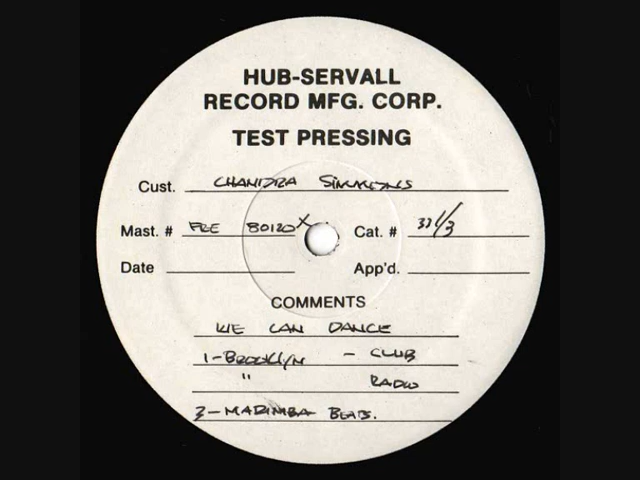 HUB-SERVALL
RECORD MFG. CORP.
TEST PRESSING
Cust. CHANDRA SIMMONS
Mast. # FRE 80120X Cat. # 33 1/3
Date App'd.
COMMENTS
WE CAN DANCE
1-BROOKLYN - CLUB
" RADIO
3-MARIMBA BEATS.